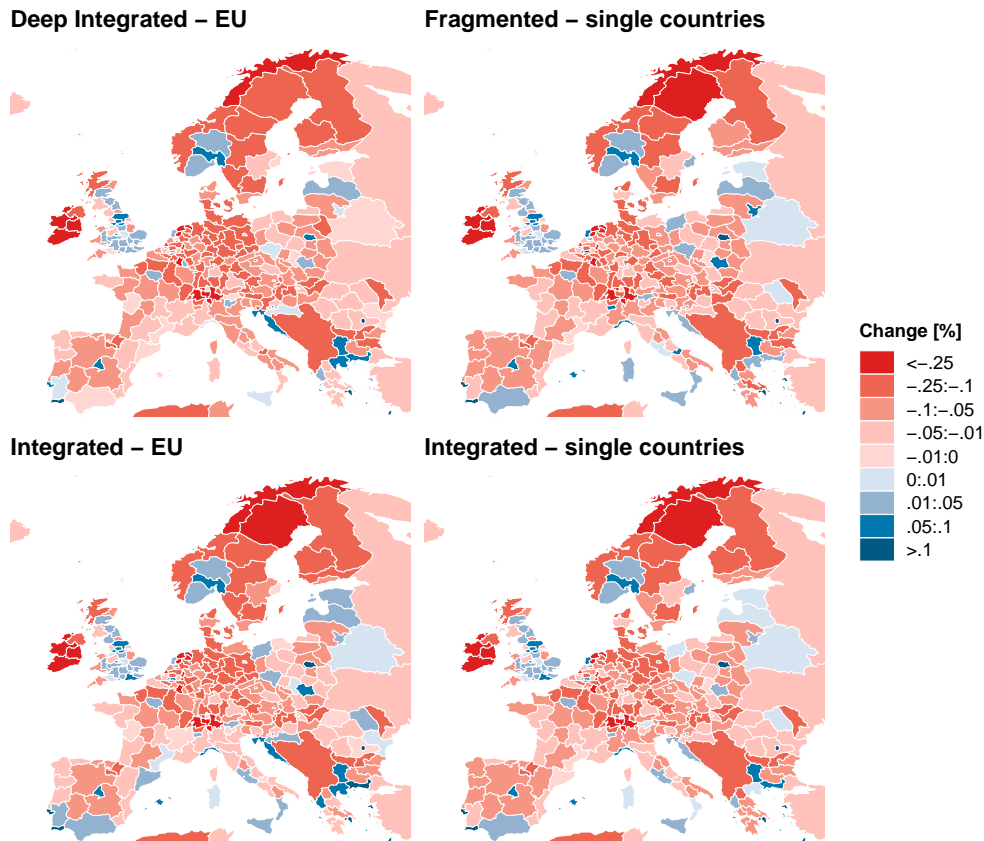 Deep Integrated – EU
Fragmented – single countries
Integrated – EU
Integrated – single countries
Change [%]
<−.25
−.25:−.1
−.1:−.05
−.05:−.01
−.01:0
0:.01
.01:.05
.05:.1
>.1